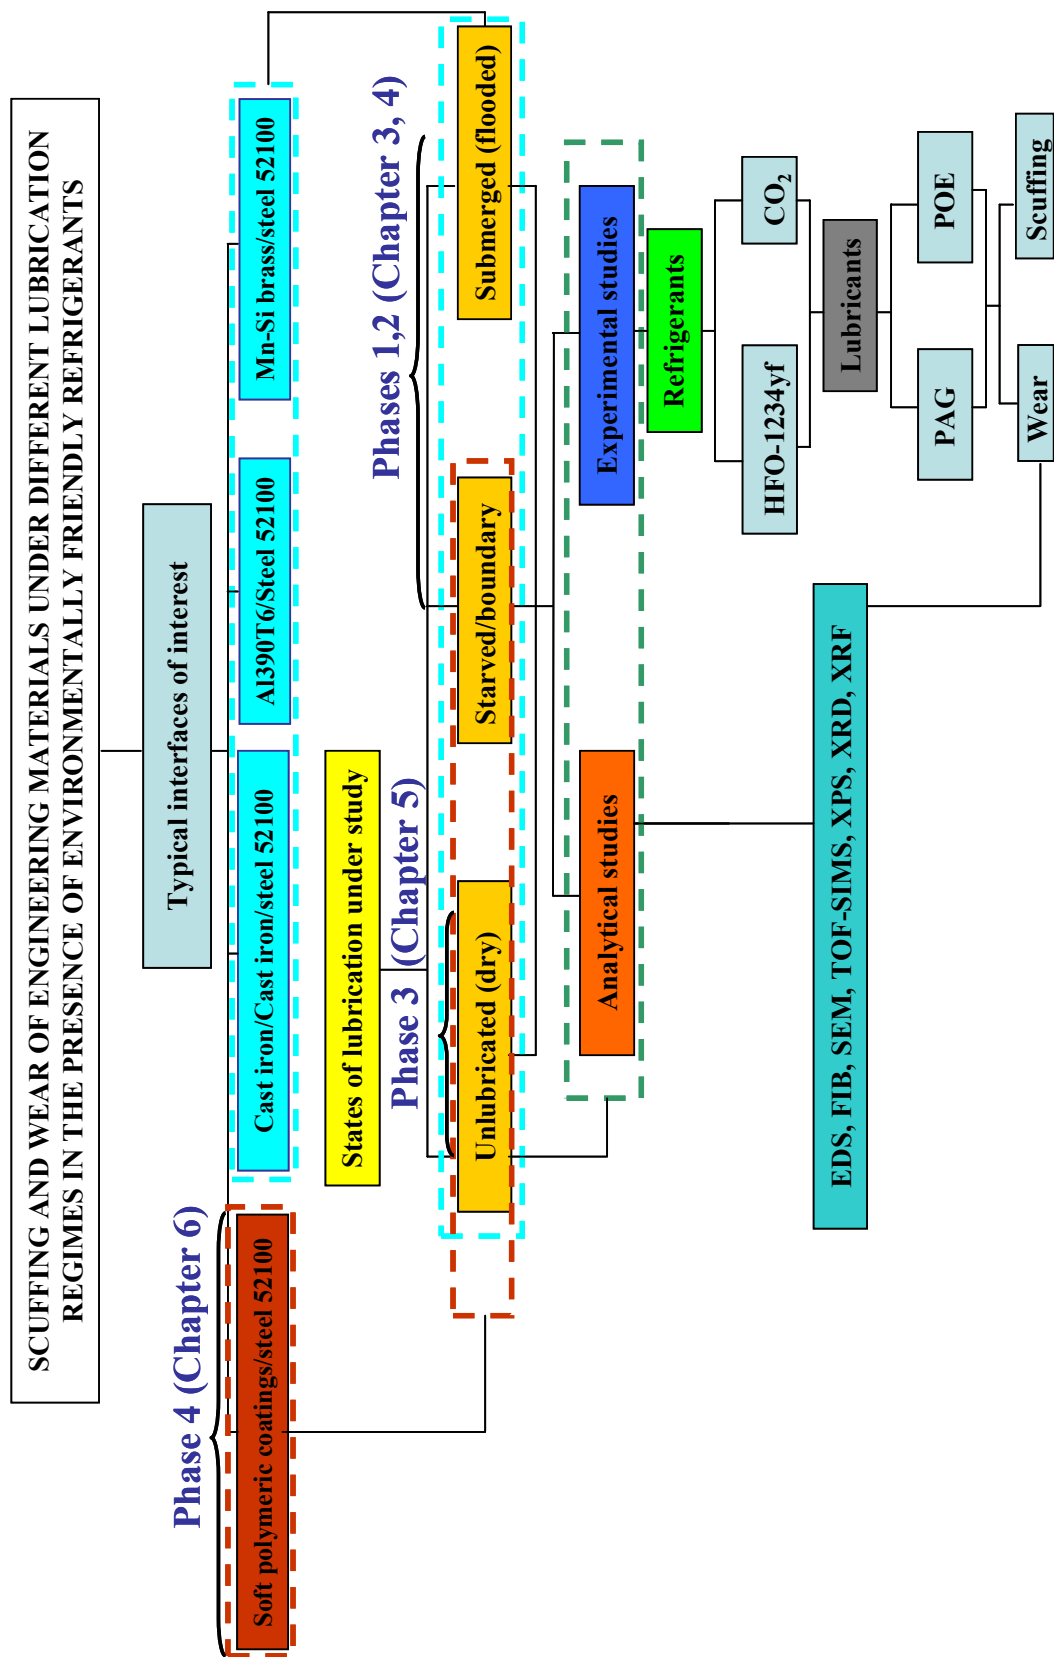 SCUFFING AND WEAR OF ENGINEERING MATERIALS UNDER DIFFERENT LUBRICATION
REGIMES IN THE PRESENCE OF ENVIRONMENTALLY FRIENDLY REFRIGERANTS
Typical interfaces of interest
Phase 4 (Chapter 6)
Soft polymeric coatings/steel 52100
Cast iron/Cast iron/steel 52100
Al390T6/Steel 52100
Mn-Si brass/steel 52100
States of lubrication under study
Phase 3 (Chapter 5)
Phases 1,2 (Chapter 3, 4)
Unlubricated (dry)
Starved/boundary
Submerged (flooded)
Analytical studies
Experimental studies
Refrigerants
HFO-1234yf
CO₂
Lubricants
PAG
POE
EDS, FIB, SEM, TOF-SIMS, XPS, XRD, XRF
Wear
Scuffing